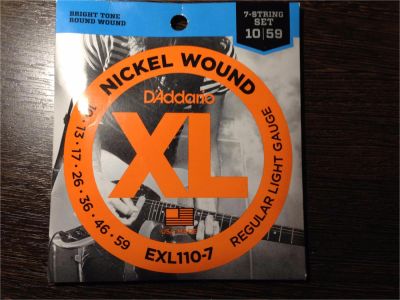 BRIGHT TONE
ROUND WOUND
7-STRING
SET
10|59
NICKEL WOUND
D'Addario
XL
10 • 13 • 17 • 26 • 36 • 46 • 59
REGULAR LIGHT GAUGE
EXL110-7